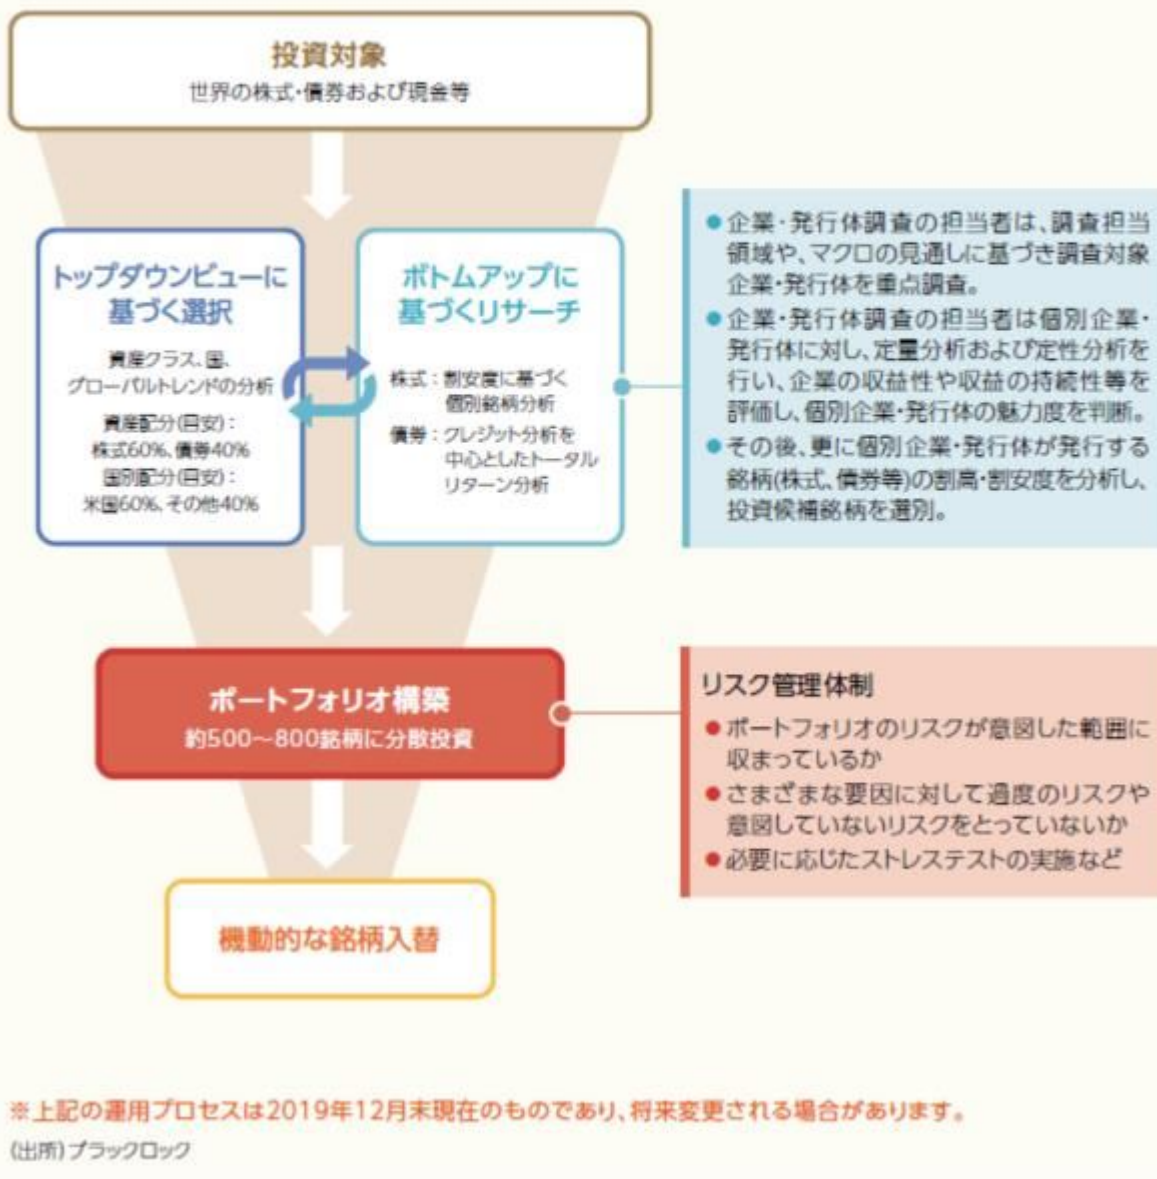 投資対象
世界の株式・債券および現金等
トップダウンビューに
基づく選択
資産クラス、国、
グローバルトレンドの分析
資産配分(目安):
株式60%、債券40%
国別配分(目安):
米国60%、その他40%
ボトムアップに
基づくリサーチ
株式:割安度に基づく
個別銘柄分析
債券:クレジット分析を
中心としたトータル
リターン分析
●企業・発行体調査の担当者は、調査担当
領域や、マクロの見通しに基づき調査対象
企業・発行体を重点調査。
●企業・発行体調査の担当者は個別企業・
発行体に対し、定量分析および定性分析を
行い、企業の収益性や収益の持続性等を
評価し、個別企業・発行体の魅力度を判断。
●その後、更に個別企業・発行体が発行する
銘柄(株式、債券等)の割高・割安度を分析し、
投資候補銘柄を選別。
ポートフォリオ構築
約500〜800銘柄に分散投資
リスク管理体制
●ポートフォリオのリスクが意図した範囲に
収まっているか
●さまざまな要因に対して過度のリスクや
意図していないリスクをとっていないか
●必要に応じたストレステストの実施など
機動的な銘柄入替
※上記の運用プロセスは2019年12月末現在のものであり、将来変更される場合があります。
(出所)ブラックロック